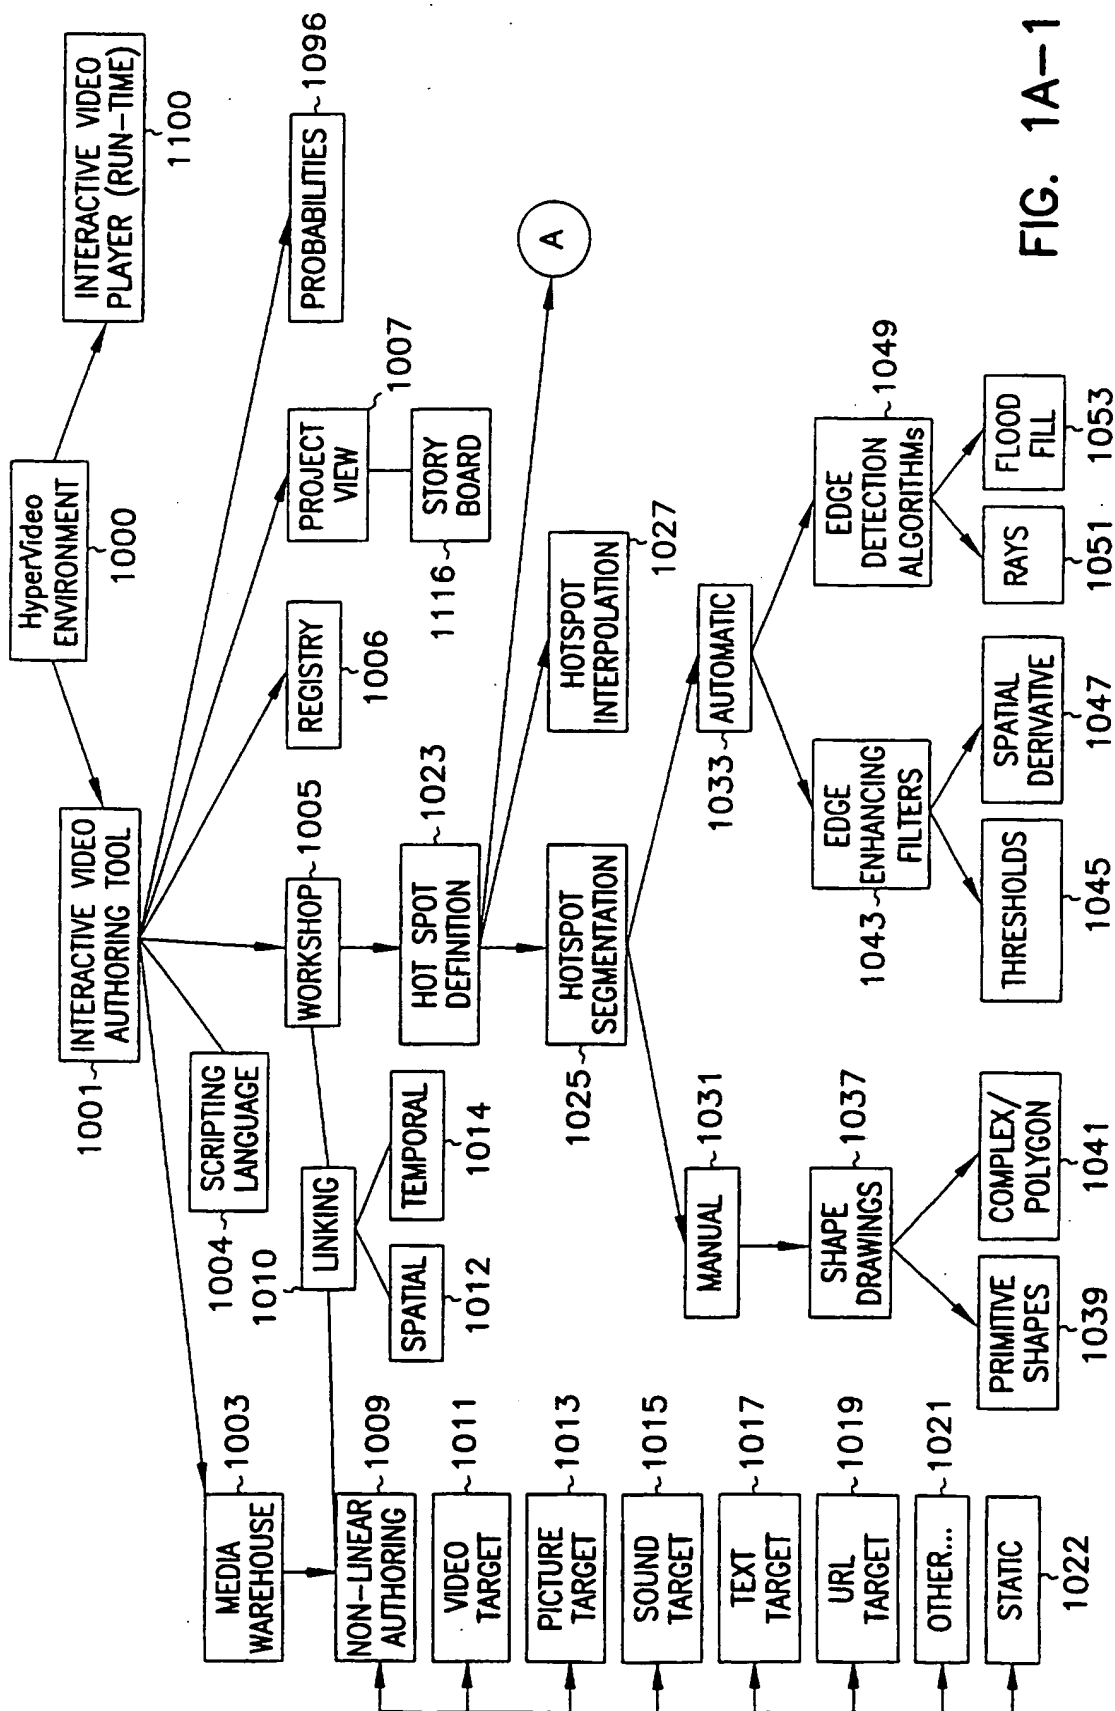 HyperVideo
ENVIRONMENT
1000
INTERACTIVE VIDEO
PLAYER (RUN-TIME)
1100
INTERACTIVE VIDEO
AUTHORING TOOL
1001
MEDIA
WAREHOUSE
1003
SCRIPTING
LANGUAGE
1004
WORKSHOP
1005
REGISTRY
1006
PROJECT
VIEW
1007
STORY
BOARD
1116
PROBABILITIES
1096
LINKING
1010
SPATIAL
1012
TEMPORAL
1014
HOT SPOT
DEFINITION
1023
A
NON-LINEAR
AUTHORING
1009
VIDEO
TARGET
1011
PICTURE
TARGET
1013
SOUND
TARGET
1015
TEXT
TARGET
1017
URL
TARGET
1019
OTHER...
1021
STATIC
1022
HOTSPOT
SEGMENTATION
1025
HOTSPOT
INTERPOLATION
1027
MANUAL
1031
AUTOMATIC
1033
SHAPE
DRAWINGS
1037
PRIMITIVE
SHAPES
1039
COMPLEX/
POLYGON
1041
EDGE
ENHANCING
FILTERS
1043
THRESHOLDS
1045
SPATIAL
DERIVATIVE
1047
EDGE
DETECTION
ALGORITHMs
1049
RAYS
1051
FLOOD
FILL
1053
FIG. 1A-1